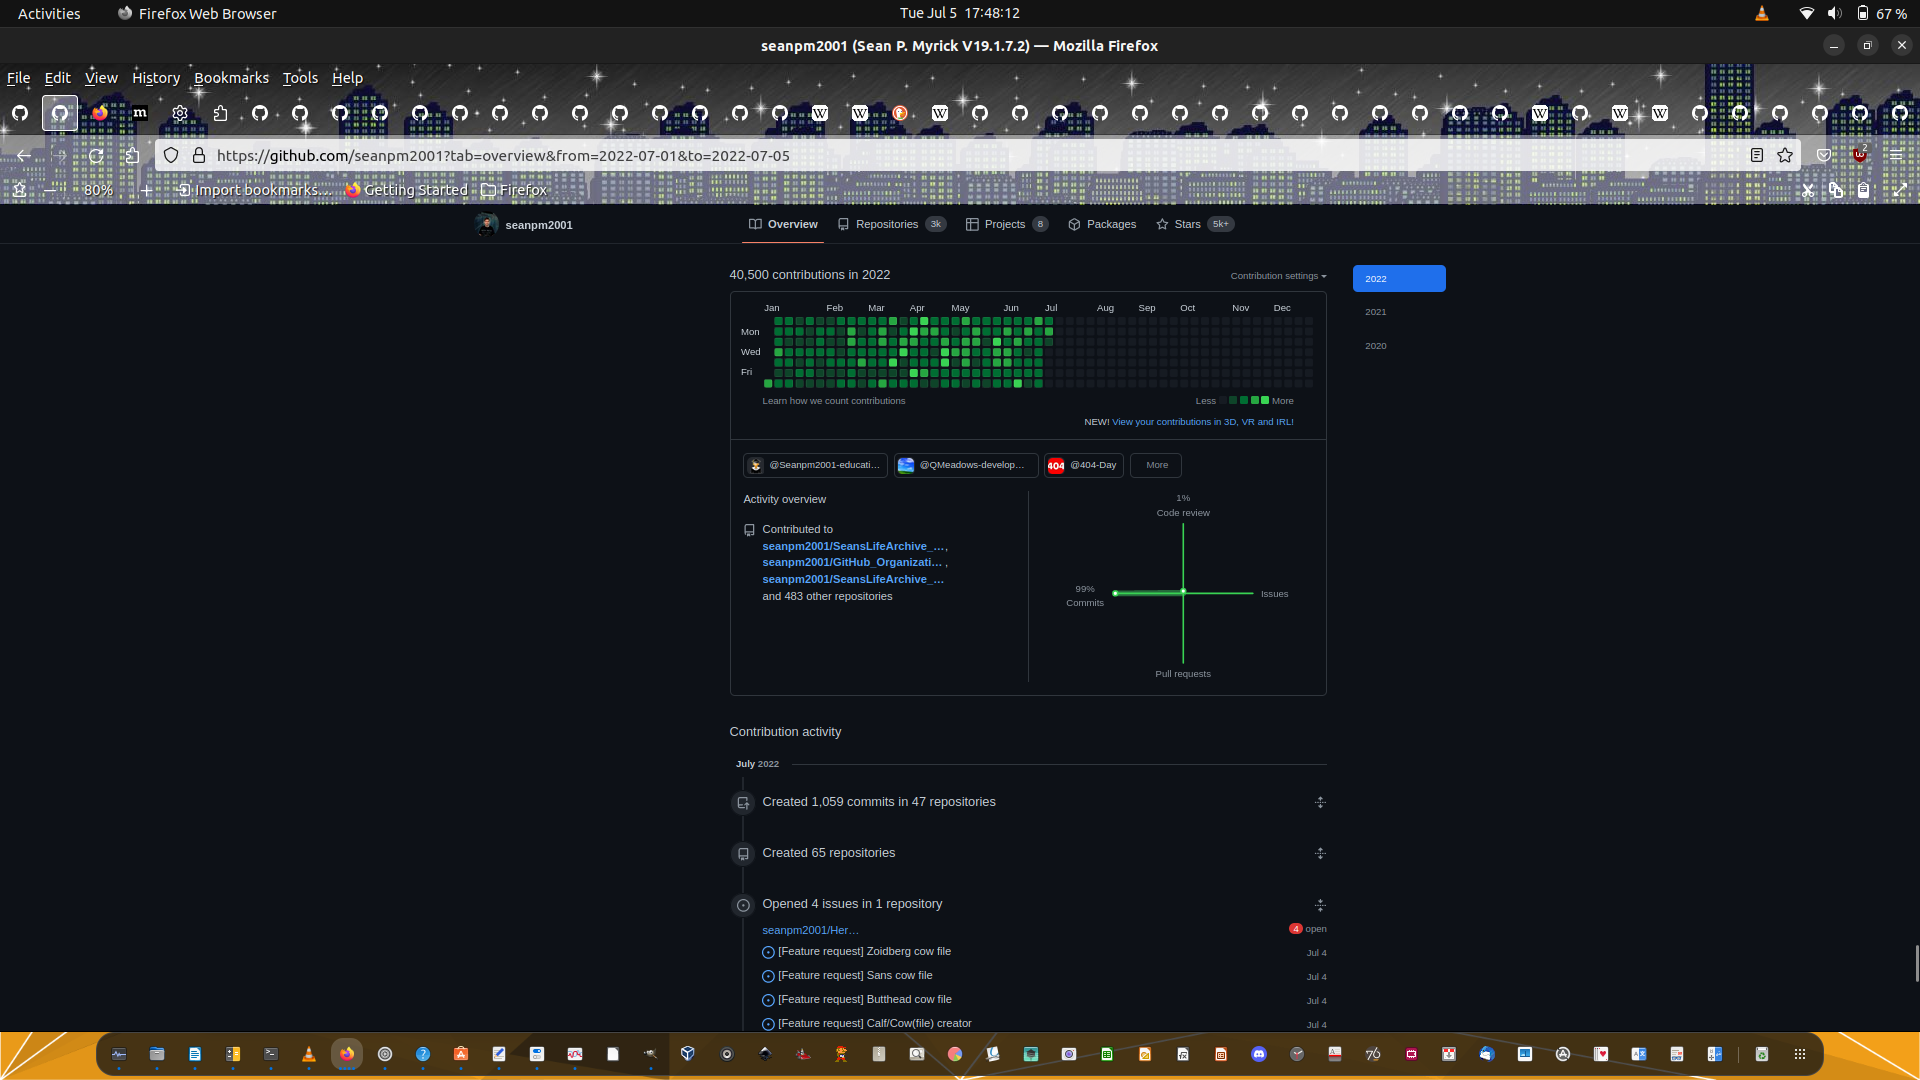 Activities Firefox Web Browser Tue Jul 5 17:48:12 67 %
seanpm2001 (Sean P. Myrick V19.1.7.2) — Mozilla Firefox
File Edit View History Bookmarks Tools Help
https://github.com/seanpm2001?tab=overview&from=2022-07-01&to=2022-07-05 2
80% Import bookmarks... Getting Started Firefox
seanpm2001 Overview Repositories 3k Projects 8 Packages Stars 5k+
40,500 contributions in 2022 Contribution settings
2022
2021
2020
Jan Feb Mar Apr May Jun Jul Aug Sep Oct Nov Dec
Mon
Wed
Fri
Learn how we count contributions Less More
NEW! View your contributions in 3D, VR and IRL!
@Seanpm2001-educati... @QMeadows-develop... 404 @404-Day More
Activity overview
Contributed to
seanpm2001/SeansLifeArchive_...,
seanpm2001/GitHub_Organizati... ,
seanpm2001/SeansLifeArchive_...
and 483 other repositories
1%
Code review
99%
Commits
Issues
Pull requests
Contribution activity
July 2022
Created 1,059 commits in 47 repositories
Created 65 repositories
Opened 4 issues in 1 repository
seanpm2001/Her... 4 open
[Feature request] Zoidberg cow file Jul 4
[Feature request] Sans cow file Jul 4
[Feature request] Butthead cow file Jul 4
[Feature request] Calf/Cow(file) creator Jul 4